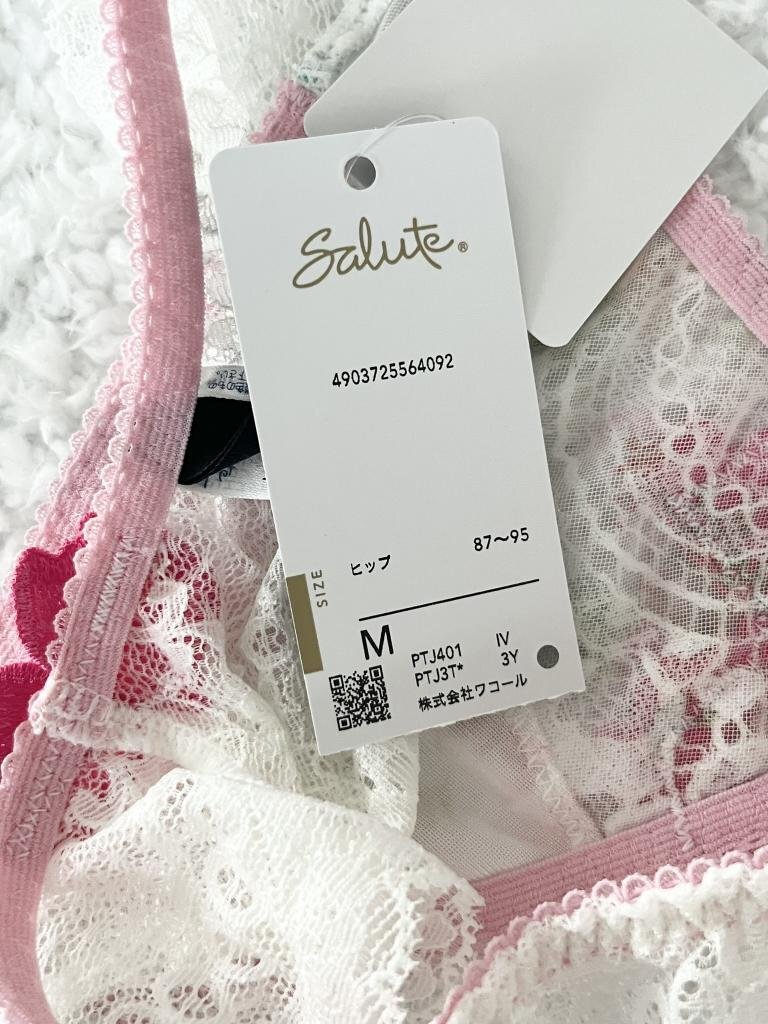 Salute®
4903725564092
ヒップ 87〜95
SIZE
M
PTJ401 IV
PTJ3T* 3Y
株式会社ワコール